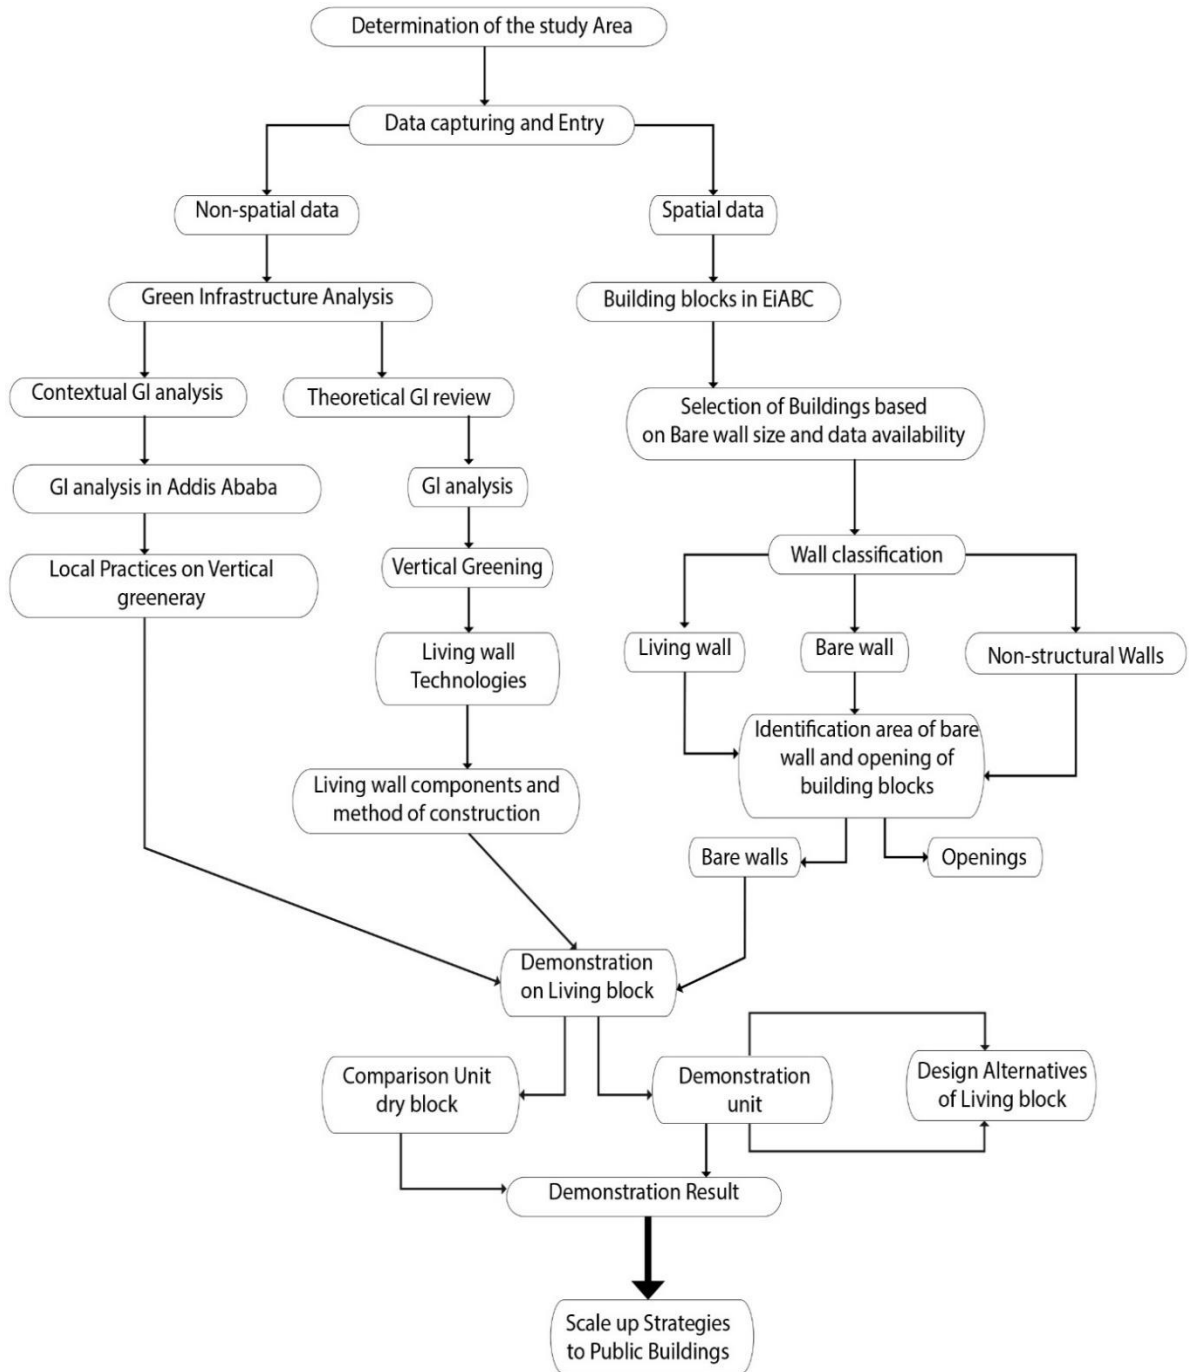 Determination of the study Area
Data capturing and Entry
Non-spatial data
Spatial data
Green Infrastructure Analysis
Building blocks in EiABC
Contextual GI analysis
Theoretical GI review
Selection of Buildings based
on Bare wall size and data availability
GI analysis in Addis Ababa
GI analysis
Wall classification
Local Practices on Vertical
greeneray
Vertical Greening
Living wall
Bare wall
Non-structural Walls
Living wall
Technologies
Identification area of bare
wall and opening of
building blocks
Living wall components and
method of construction
Bare walls
Openings
Demonstration
on Living block
Comparison Unit
dry block
Demonstration
unit
Design Alternatives
of Living block
Demonstration Result
Scale up Strategies
to Public Buildings